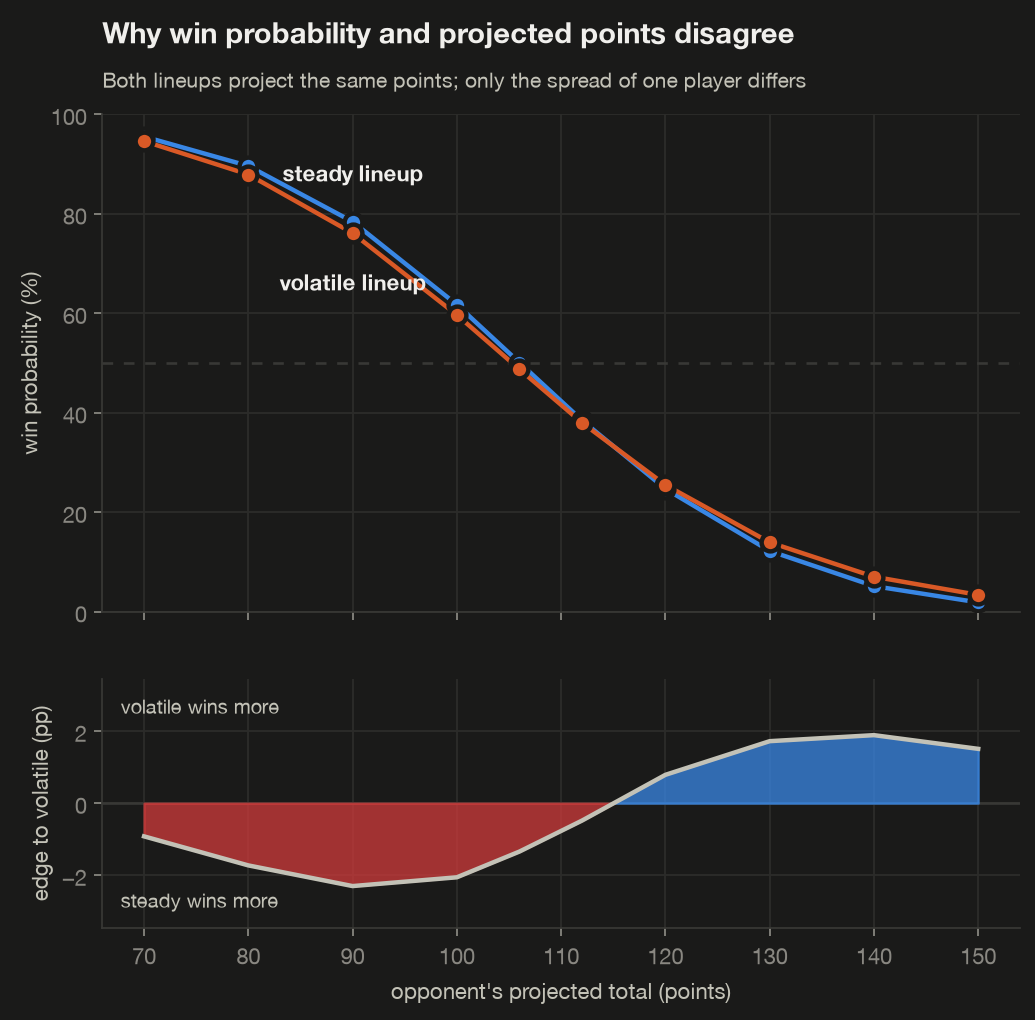 Why win probability and projected points disagree
Both lineups project the same points; only the spread of one player differs
win probability (%)
100
80
60
40
20
0
steady lineup
volatile lineup
edge to volatile (pp)
2
0
−2
volatile wins more
steady wins more
70 80 90 100 110 120 130 140 150
opponent's projected total (points)